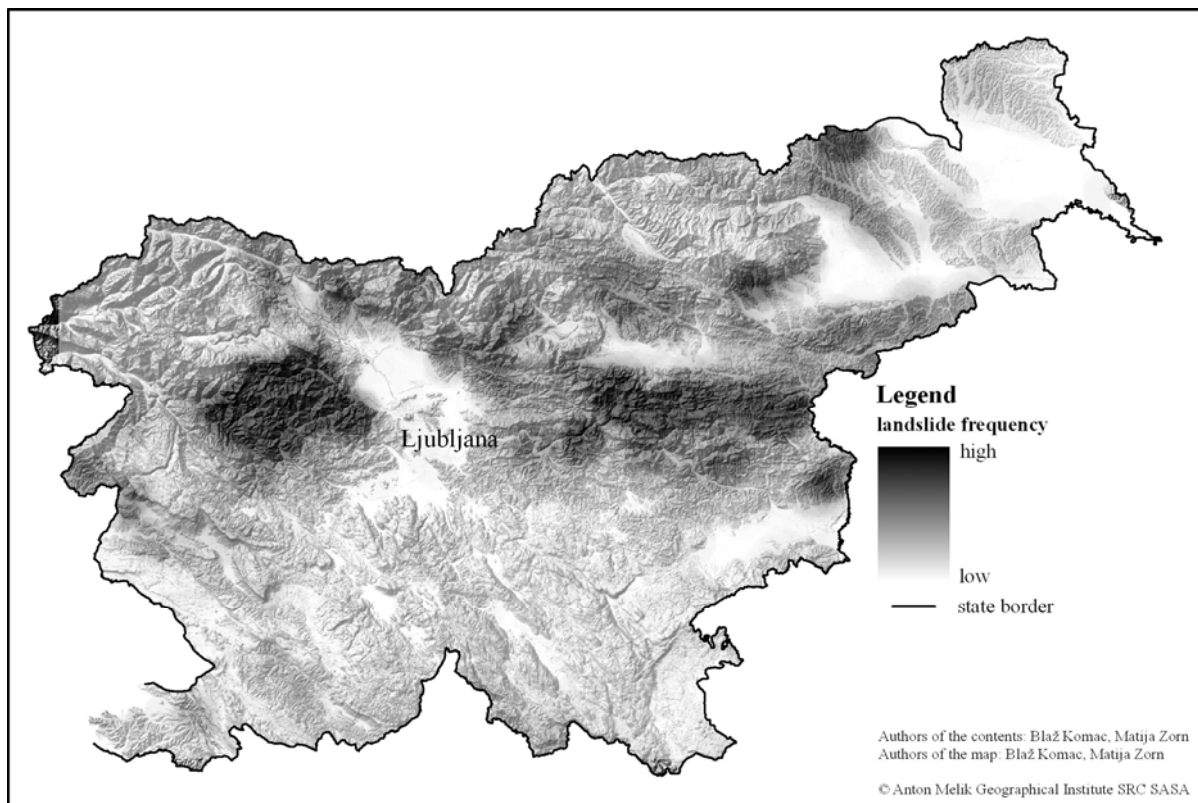 Ljubljana
Legend
landslide frequency
high
low
state border
Authors of the contents: Blaž Komac, Matija Zorn
Authors of the map: Blaž Komac, Matija Zorn
© Anton Melik Geographical Institute SRC SASA